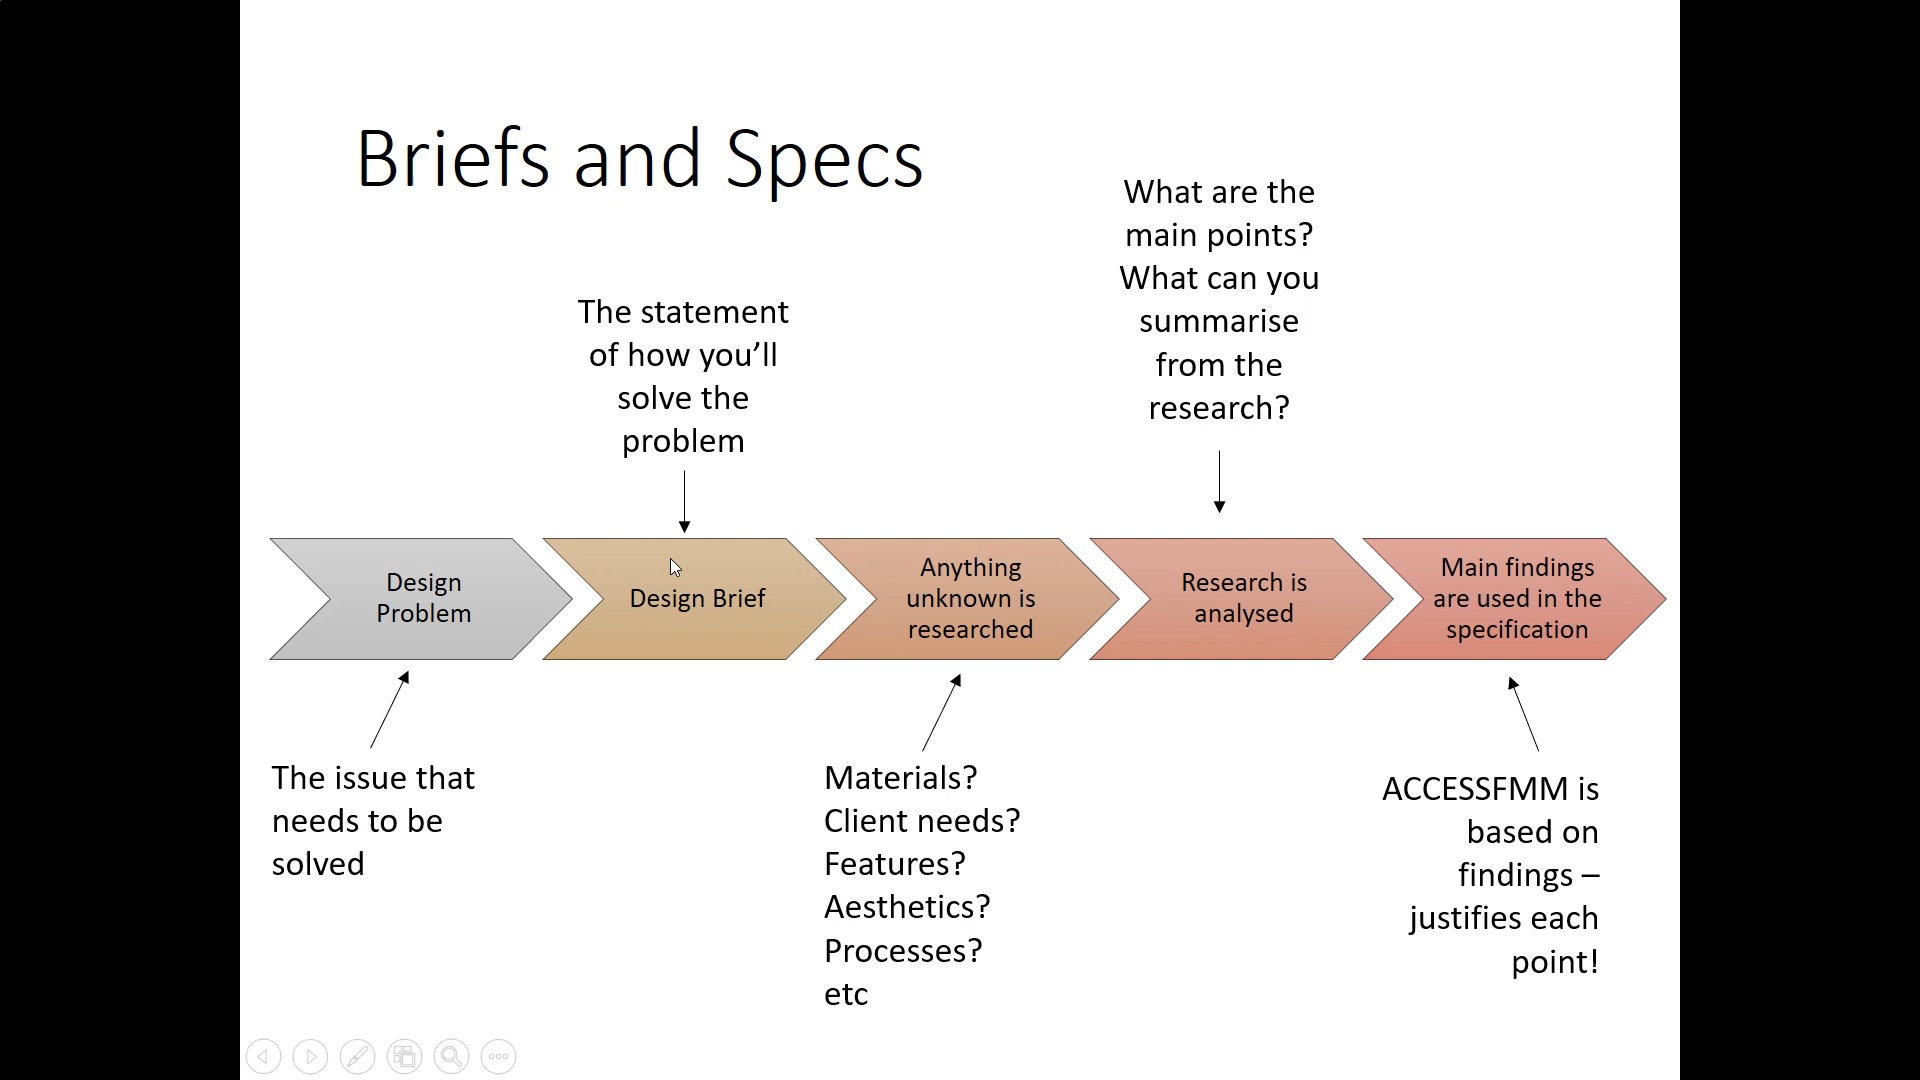 Briefs and Specs
What are the
main points?
What can you
summarise
from the
research?
The statement
of how you’ll
solve the
problem
Design
Problem
Design Brief
Anything
unknown is
researched
Research is
analysed
Main findings
are used in the
specification
The issue that
needs to be
solved
Materials?
Client needs?
Features?
Aesthetics?
Processes?
etc
ACCESSFMM is
based on
findings –
justifies each
point!